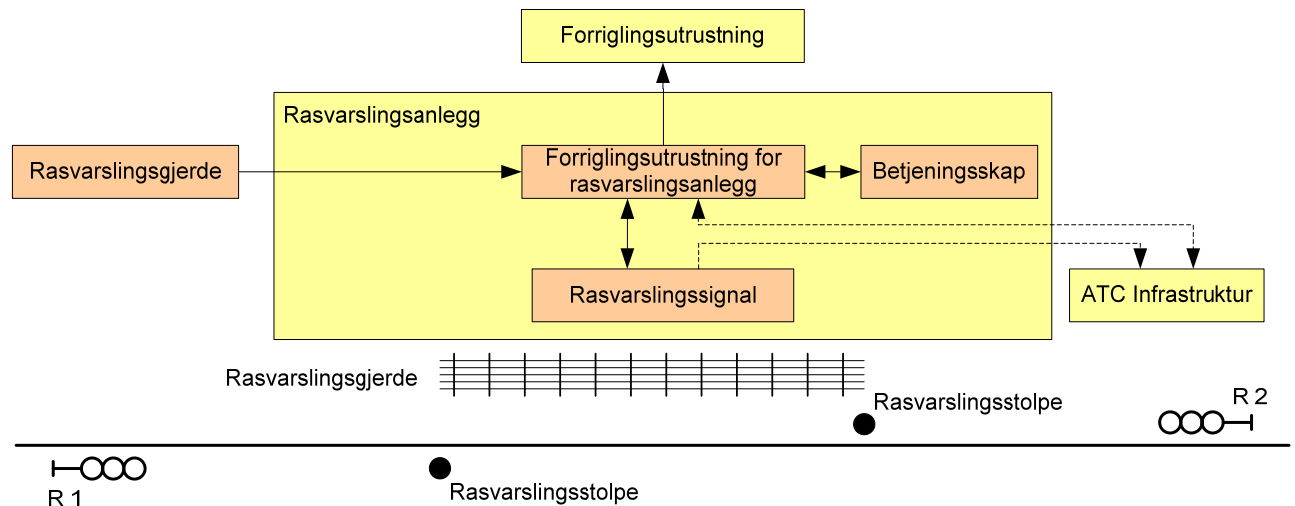 Forriglingsutrustning
Rasvarslingsanlegg
Rasvarslingsgjerde
Forriglingsutrustning for
rasvarslingsanlegg
Betjeningsskap
Rasvarslingssignal
ATC Infrastruktur
Rasvarslingsgjerde
Rasvarslingsstolpe
R 2
R 1
Rasvarslingsstolpe